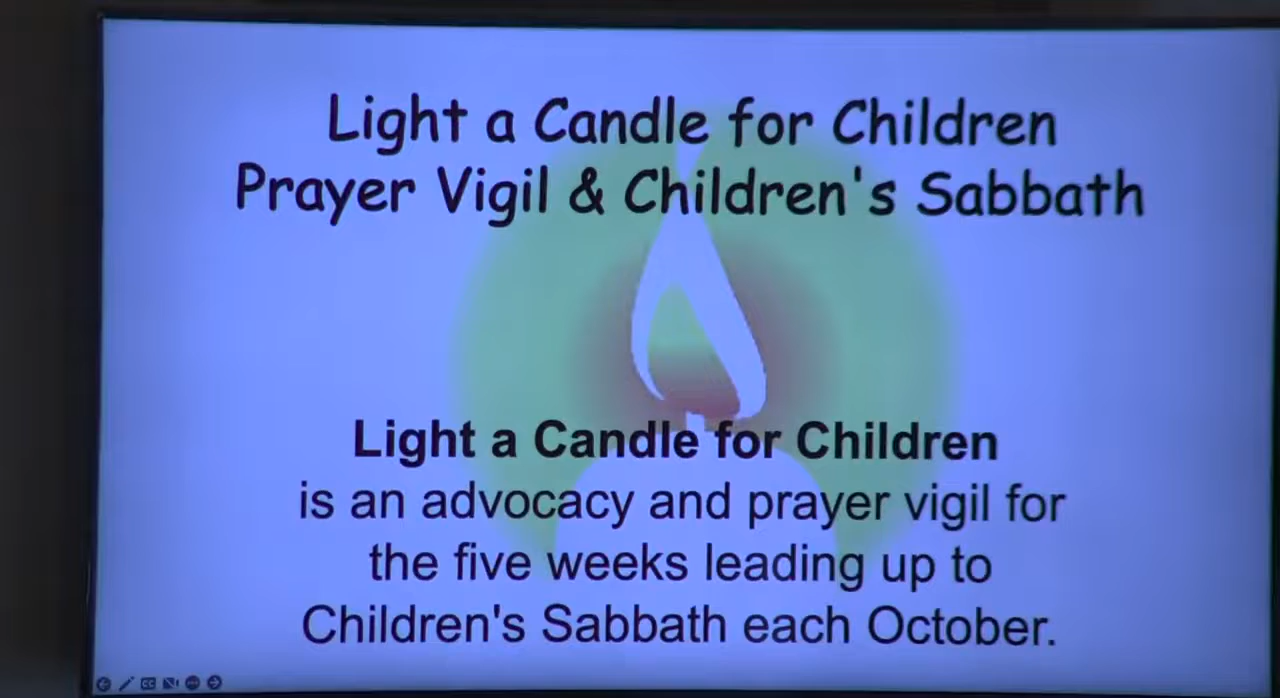 Light a Candle for Children
Prayer Vigil & Children's Sabbath
Light a Candle for Children
is an advocacy and prayer vigil for
the five weeks leading up to
Children's Sabbath each October.